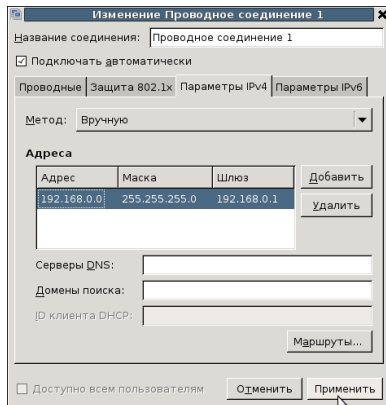 Изменение Проводное соединение 1
Название соединения: Проводное соединение 1
Подключать автоматически
Проводные Защита 802.1x Параметры IPv4 Параметры IPv6
Метод: Вручную
Адреса
Адрес Маска Шлюз Добавить
192.168.0.0 255.255.255.0 192.168.0.1 Удалить
Серверы DNS:
Домены поиска:
ID клиента DHCP:
Маршруты...
Доступно всем пользователям Отменить Применить